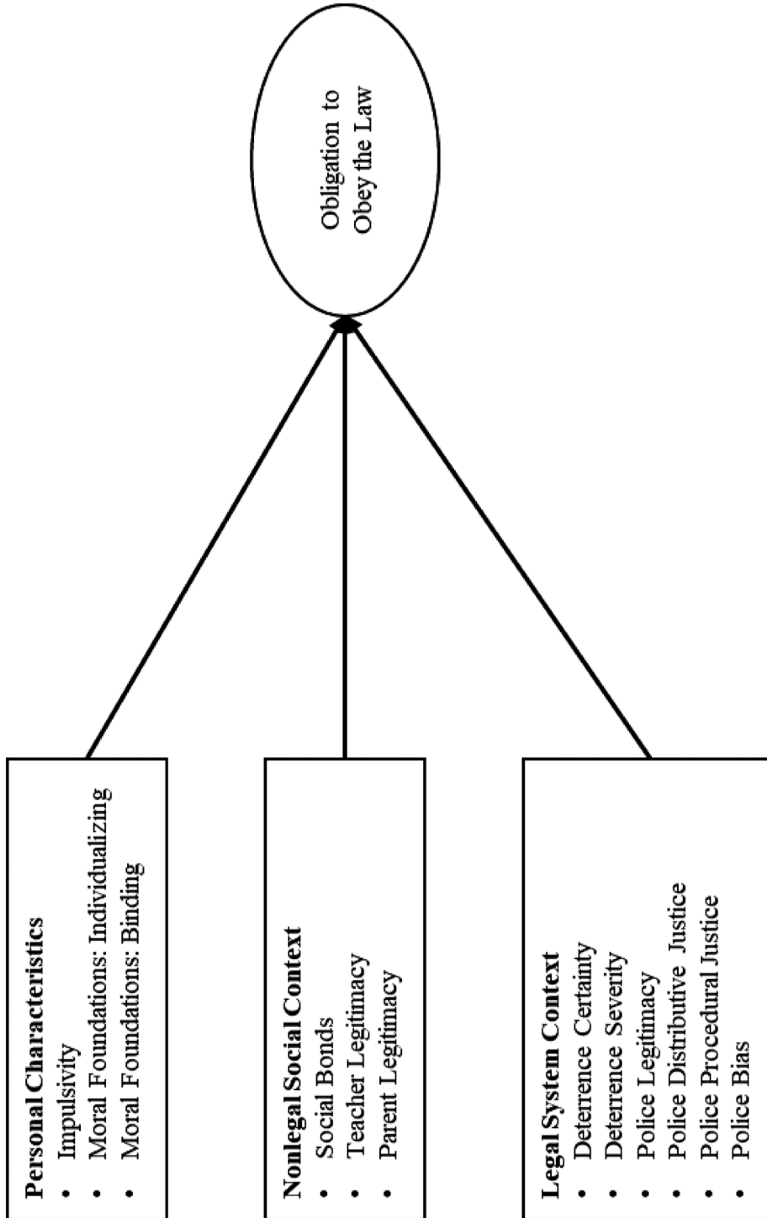 Personal Characteristics
• Impulsivity
• Moral Foundations: Individualizing
• Moral Foundations: Binding
Nonlegal Social Context
• Social Bonds
• Teacher Legitimacy
• Parent Legitimacy
Legal System Context
• Deterrence Certainty
• Deterrence Severity
• Police Legitimacy
• Police Distributive Justice
• Police Procedural Justice
• Police Bias
Obligation to
Obey the Law